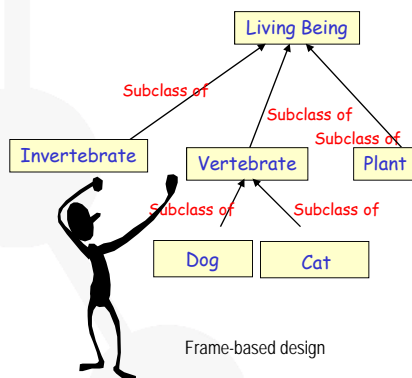 Living Being
Subclass of
Subclass of
Subclass of
Invertebrate
Vertebrate
Plant
Subclass of
Subclass of
Dog
Cat
Frame-based design